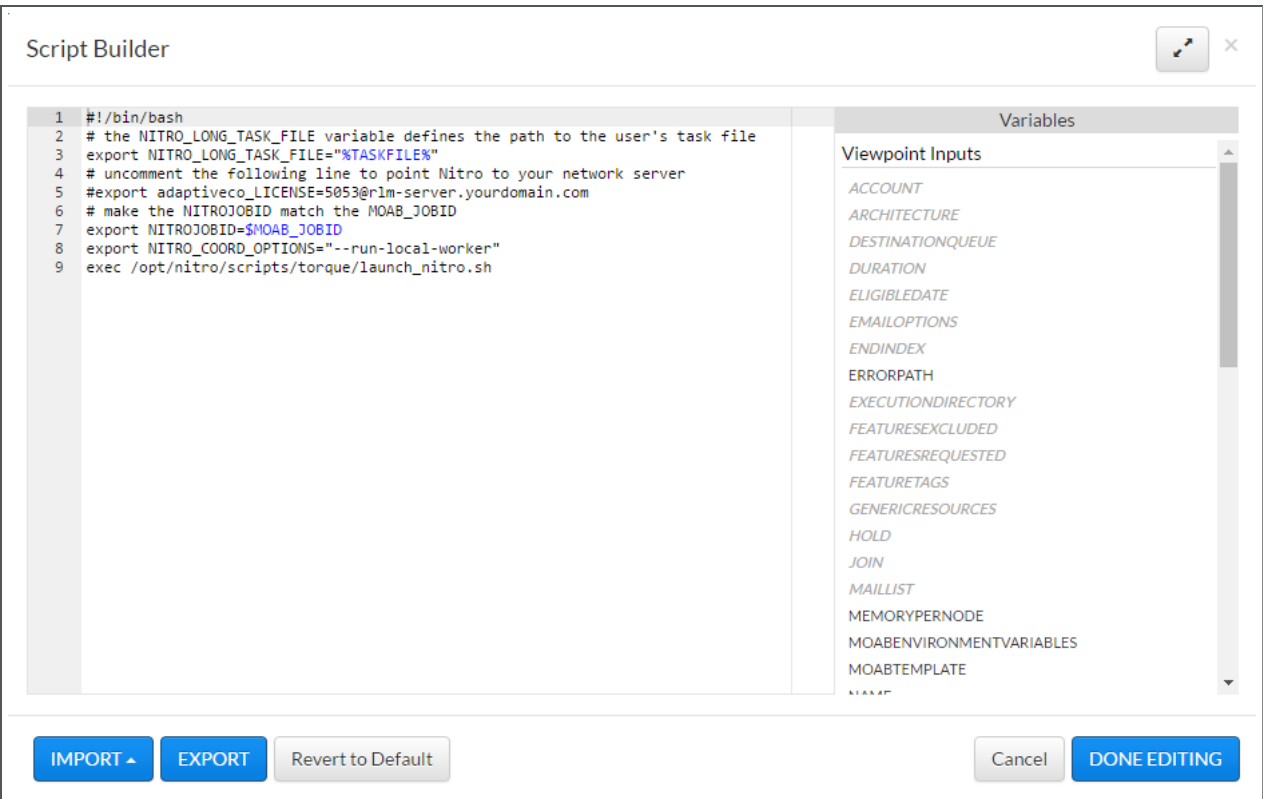 Script Builder
×
1 #!/bin/bash
2 # the NITRO_LONG_TASK_FILE variable defines the path to the user's task file
3 export NITRO_LONG_TASK_FILE="%TASKFILE%"
4 # uncomment the following line to point Nitro to your network server
5 #export adaptiveco_LICENSE=5053@rlm-server.yourdomain.com
6 # make the NITROJOBID match the MOAB_JOBID
7 export NITROJOBID=$MOAB_JOBID
8 export NITRO_COORD_OPTIONS="--run-local-worker"
9 exec /opt/nitro/scripts/torque/launch_nitro.sh
Variables
Viewpoint Inputs
ACCOUNT
ARCHITECTURE
DESTINATIONQUEUE
DURATION
ELIGIBLEDATE
EMAILOPTIONS
ENDINDEX
ERRORPATH
EXECUTIONDIRECTORY
FEATURESEXCLUDED
FEATURESREQUESTED
FEATURETAGS
GENERICRESOURCES
HOLD
JOIN
MAILLIST
MEMORYPERNODE
MOABENVIRONMENTVARIABLES
MOABTEMPLATE
NAME
IMPORT
EXPORT
Revert to Default
Cancel
DONE EDITING